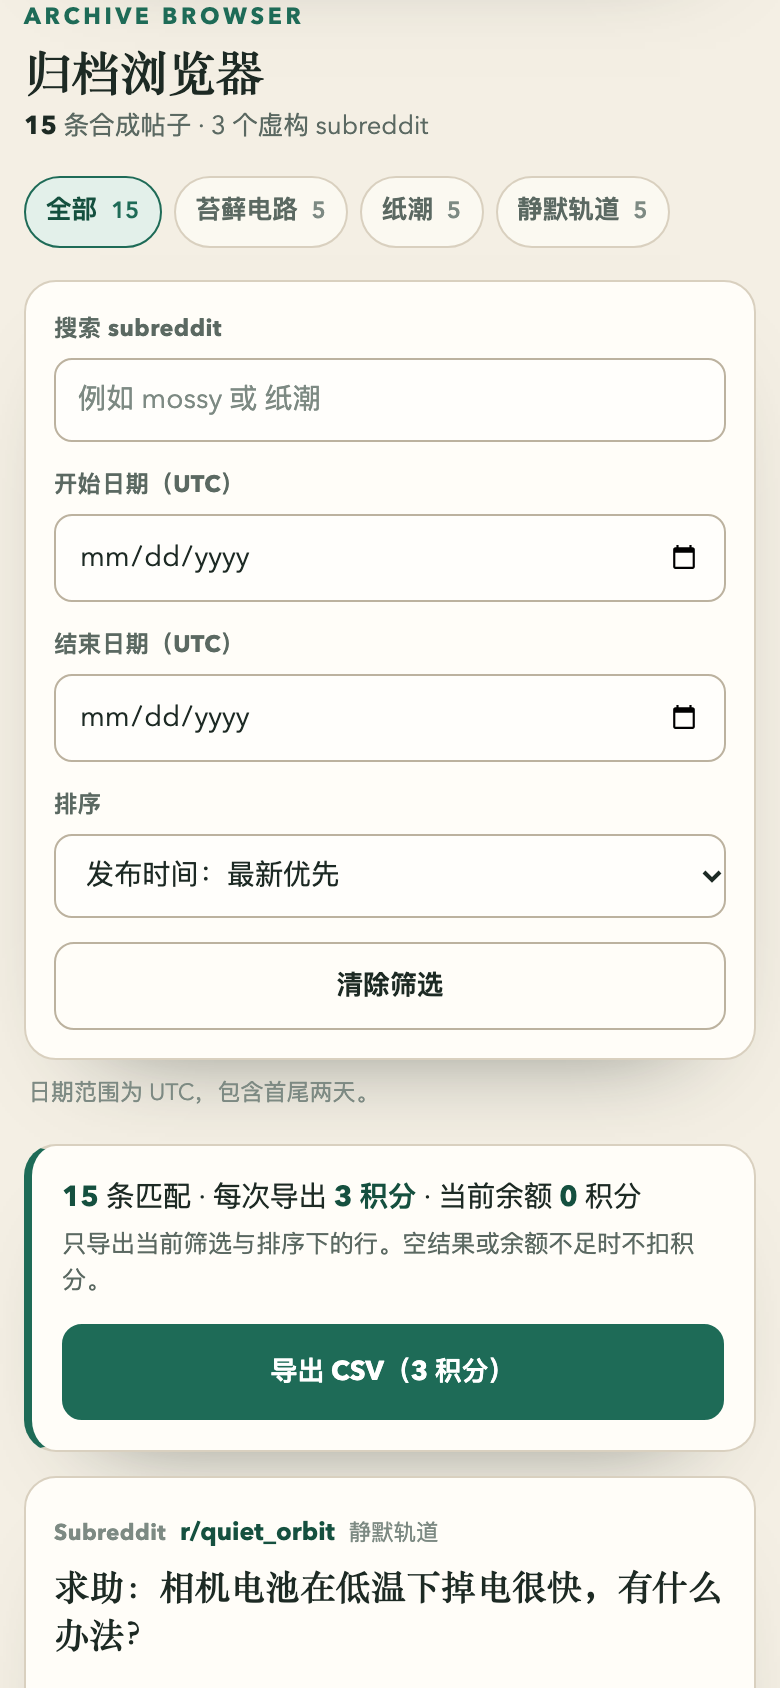 ARCHIVE BROWSER
归档浏览器
15 条合成帖子 · 3 个虚构 subreddit
全部 15 苔藓电路 5 纸潮 5 静默轨道 5
搜索 subreddit
例如 mossy 或 纸潮
开始日期（UTC）
mm/dd/yyyy
结束日期（UTC）
mm/dd/yyyy
排序
发布时间：最新优先
清除筛选
日期范围为 UTC，包含首尾两天。
15 条匹配 · 每次导出 3 积分 · 当前余额 0 积分
只导出当前筛选与排序下的行。空结果或余额不足时不扣积
分。
导出 CSV（3 积分）
Subreddit r/quiet_orbit 静默轨道
求助：相机电池在低温下掉电很快，有什么
办法？